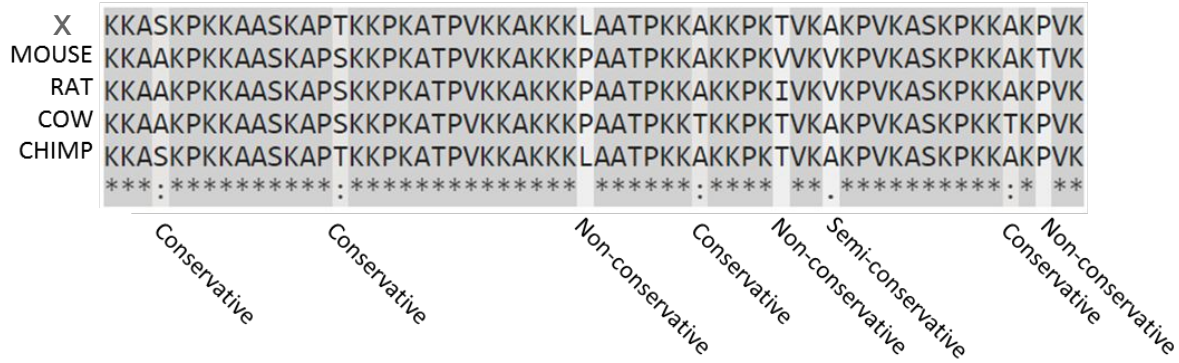 X KKASKPKKAASKAPTKKPKATPVKKAKKKLAATPKKAKKPKTVKAKPVKASKPKKAKPVK
MOUSE KKAAKPKKAASKAPSKKPKATPVKKAKKKPAATPKKAKKPKVVKVKPVKASKPKKAKTVK
RAT KKAAKPKKAASKAPSKKPKATPVKKAKKKPAATPKKAKKPKIVKVKPVKASKPKKAKPVK
COW KKAAKPKKAASKAPSKKPKATPVKKAKKKPAATPKKTKKPKTVKAKPVKASKPKKTKPVK
CHIMP KKASKPKKAASKAPTKKPKATPVKKAKKKLAATPKKAKKPKTVKAKPVKASKPKKAKPVK
***:**********:************** ******:**** **.**********:* **
Conservative
Conservative
Non-conservative
Conservative
Non-conservative
Semi-conservative
Conservative
Non-conservative